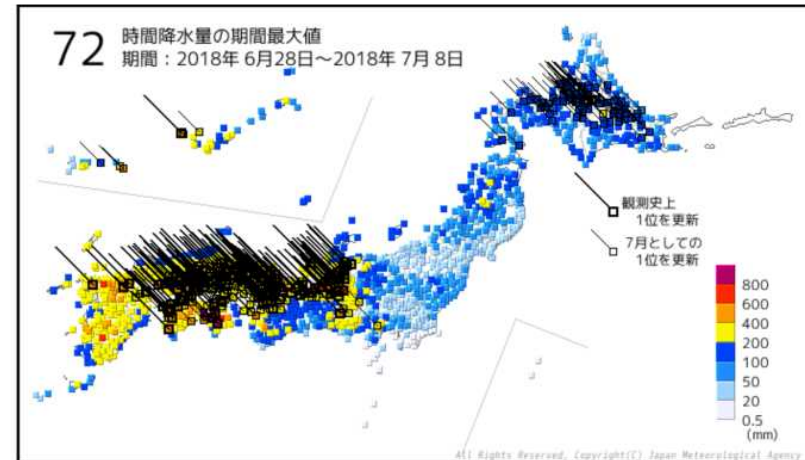 72 時間降水量の期間最大値
期間：2018年 6月28日～2018年 7月 8日
観測史上
1位を更新
7月としての
1位を更新
800
600
400
200
100
50
20
0.5
(mm)
All Rights Reserved, Copyright(C) Japan Meteorological Agency